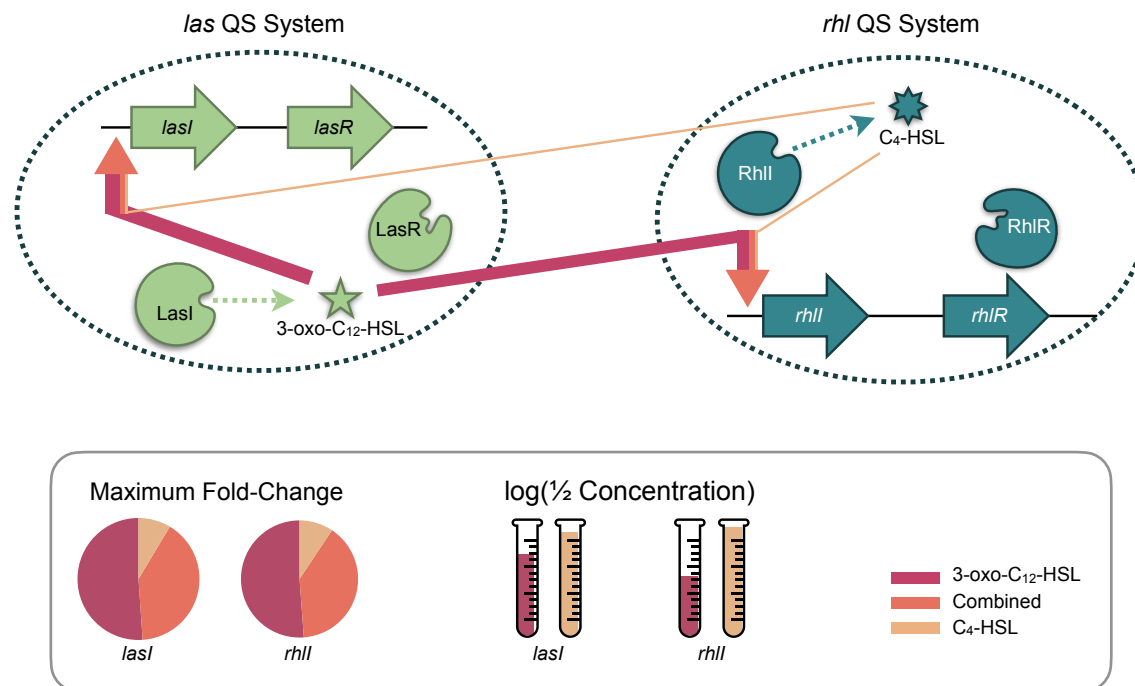 las QS System
rhl QS System
lasI
lasR
C₄-HSL
RhlI
LasR
RhlR
LasI
3-oxo-C₁₂-HSL
rhlI
rhlR
Maximum Fold-Change
log(½ Concentration)
lasI
rhlI
lasI
rhlI
3-oxo-C₁₂-HSL
Combined
C₄-HSL